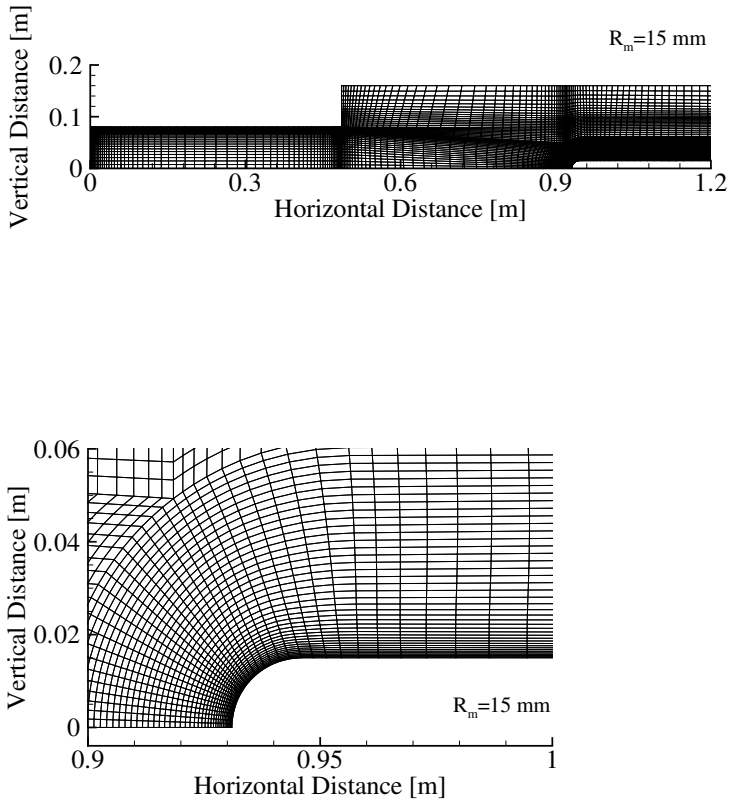 R_m=15 mm
Vertical Distance [m]
0.2
0.1
0
0 0.3 0.6 0.9 1.2
Horizontal Distance [m]
Vertical Distance [m]
0.06
0.04
0.02
0
R_m=15 mm
0.9 0.95 1
Horizontal Distance [m]